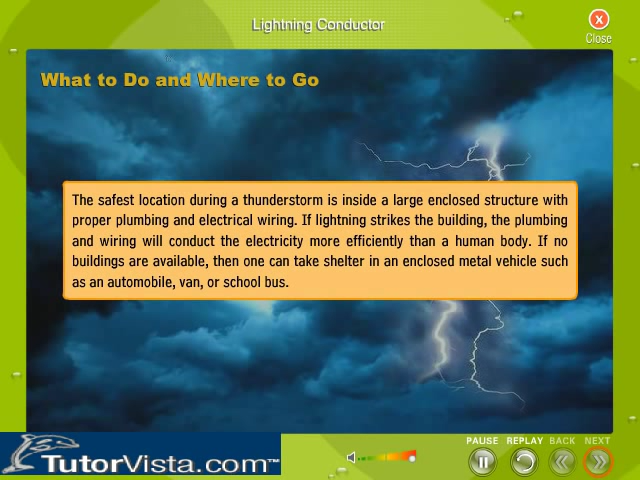 Lightning Conductor
x
Close
What to Do and Where to Go
The safest location during a thunderstorm is inside a large enclosed structure with
proper plumbing and electrical wiring. If lightning strikes the building, the plumbing
and wiring will conduct the electricity more efficiently than a human body. If no
buildings are available, then one can take shelter in an enclosed metal vehicle such
as an automobile, van, or school bus.
PAUSE REPLAY BACK NEXT
TutorVista.com™